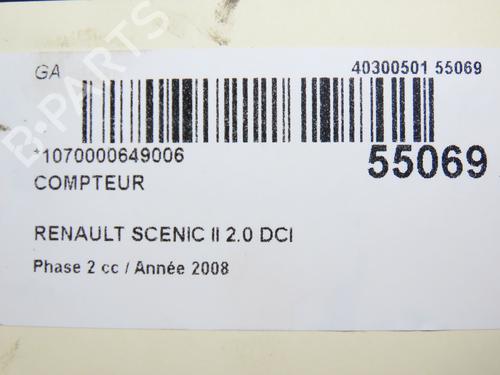 GA 40300501 55069
*1070000649006 55069
COMPTEUR
RENAULT SCENIC II 2.0 DCI
Phase 2 cc / Année 2008
B-PARTS